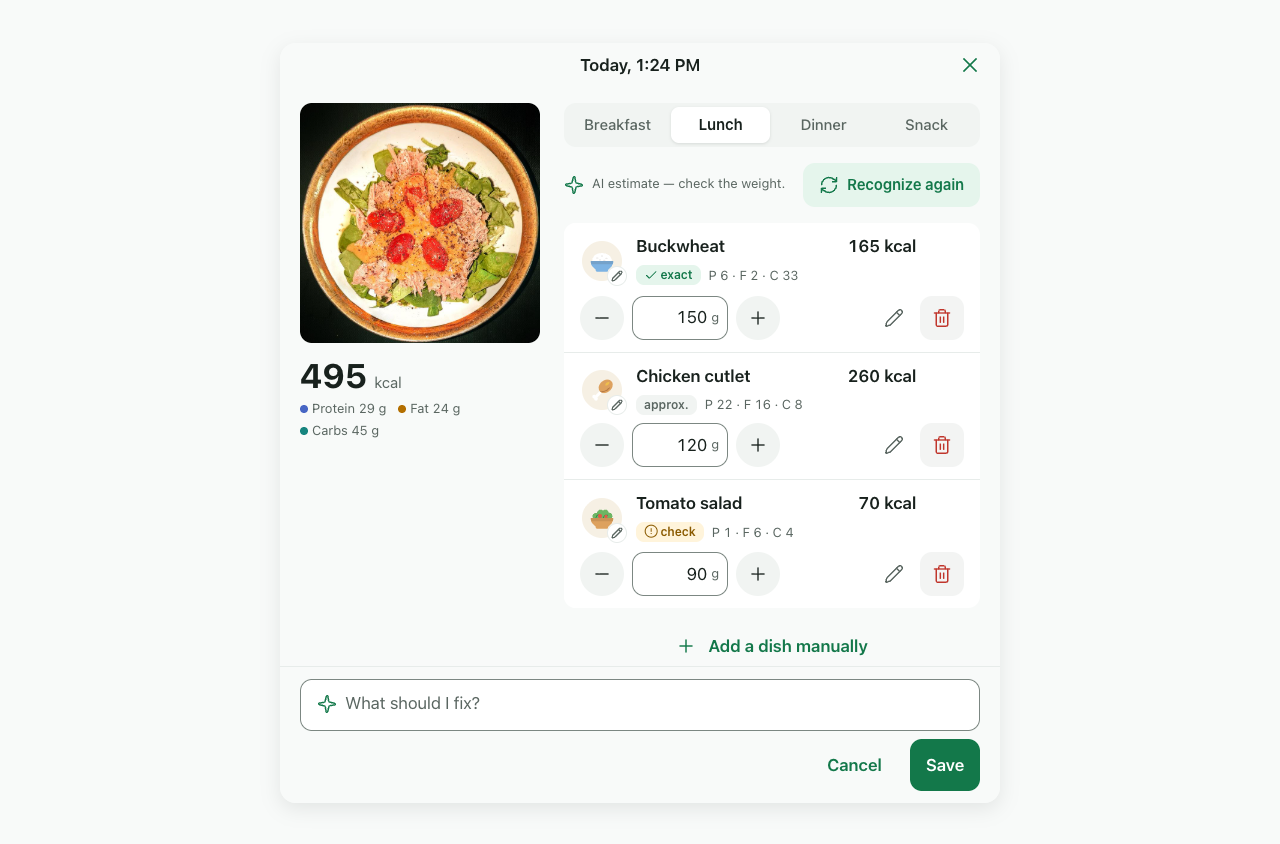 Today, 1:24 PM
Breakfast
Lunch
Dinner
Snack
AI estimate — check the weight.
Recognize again
Buckwheat
165 kcal
exact
P 6 · F 2 · C 33
150 g
Chicken cutlet
260 kcal
approx.
P 22 · F 16 · C 8
120 g
Tomato salad
70 kcal
check
P 1 · F 6 · C 4
90 g
Add a dish manually
495 kcal
Protein 29 g
Fat 24 g
Carbs 45 g
What should I fix?
Cancel
Save